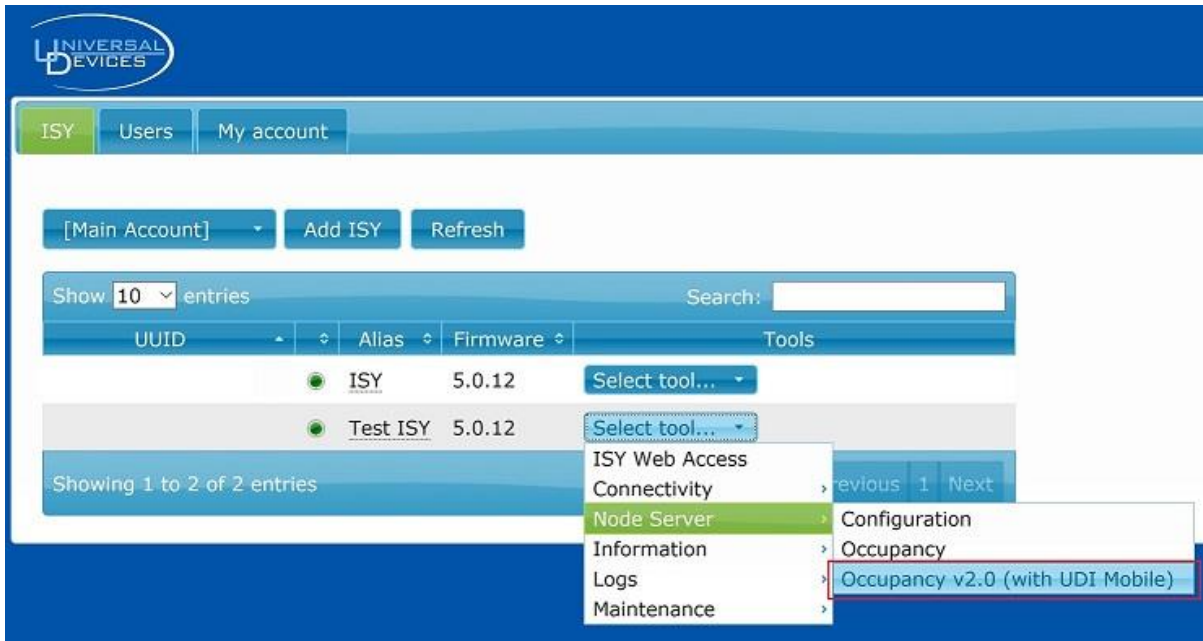 UNIVERSAL
DEVICES
ISY Users My account
[Main Account] Add ISY Refresh
Show 10 entries Search:
UUID Alias Firmware Tools
ISY 5.0.12 Select tool...
Test ISY 5.0.12 Select tool...
ISY Web Access
Showing 1 to 2 of 2 entries Connectivity revious 1 Next
Node Server Configuration
Information Occupancy
Logs Occupancy v2.0 (with UDI Mobile)
Maintenance